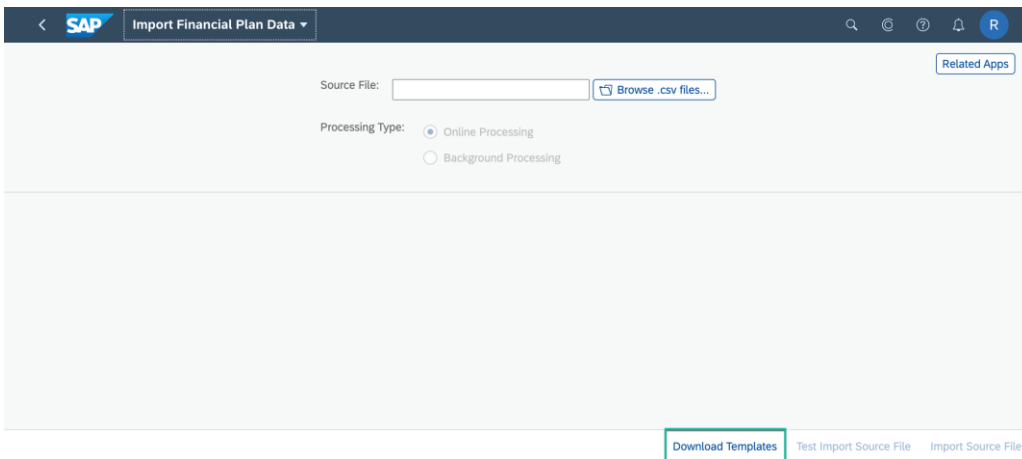 SAP Import Financial Plan Data R
Related Apps
Source File: Browse .csv files...
Processing Type: Online Processing
Background Processing
Download Templates Test Import Source File Import Source File